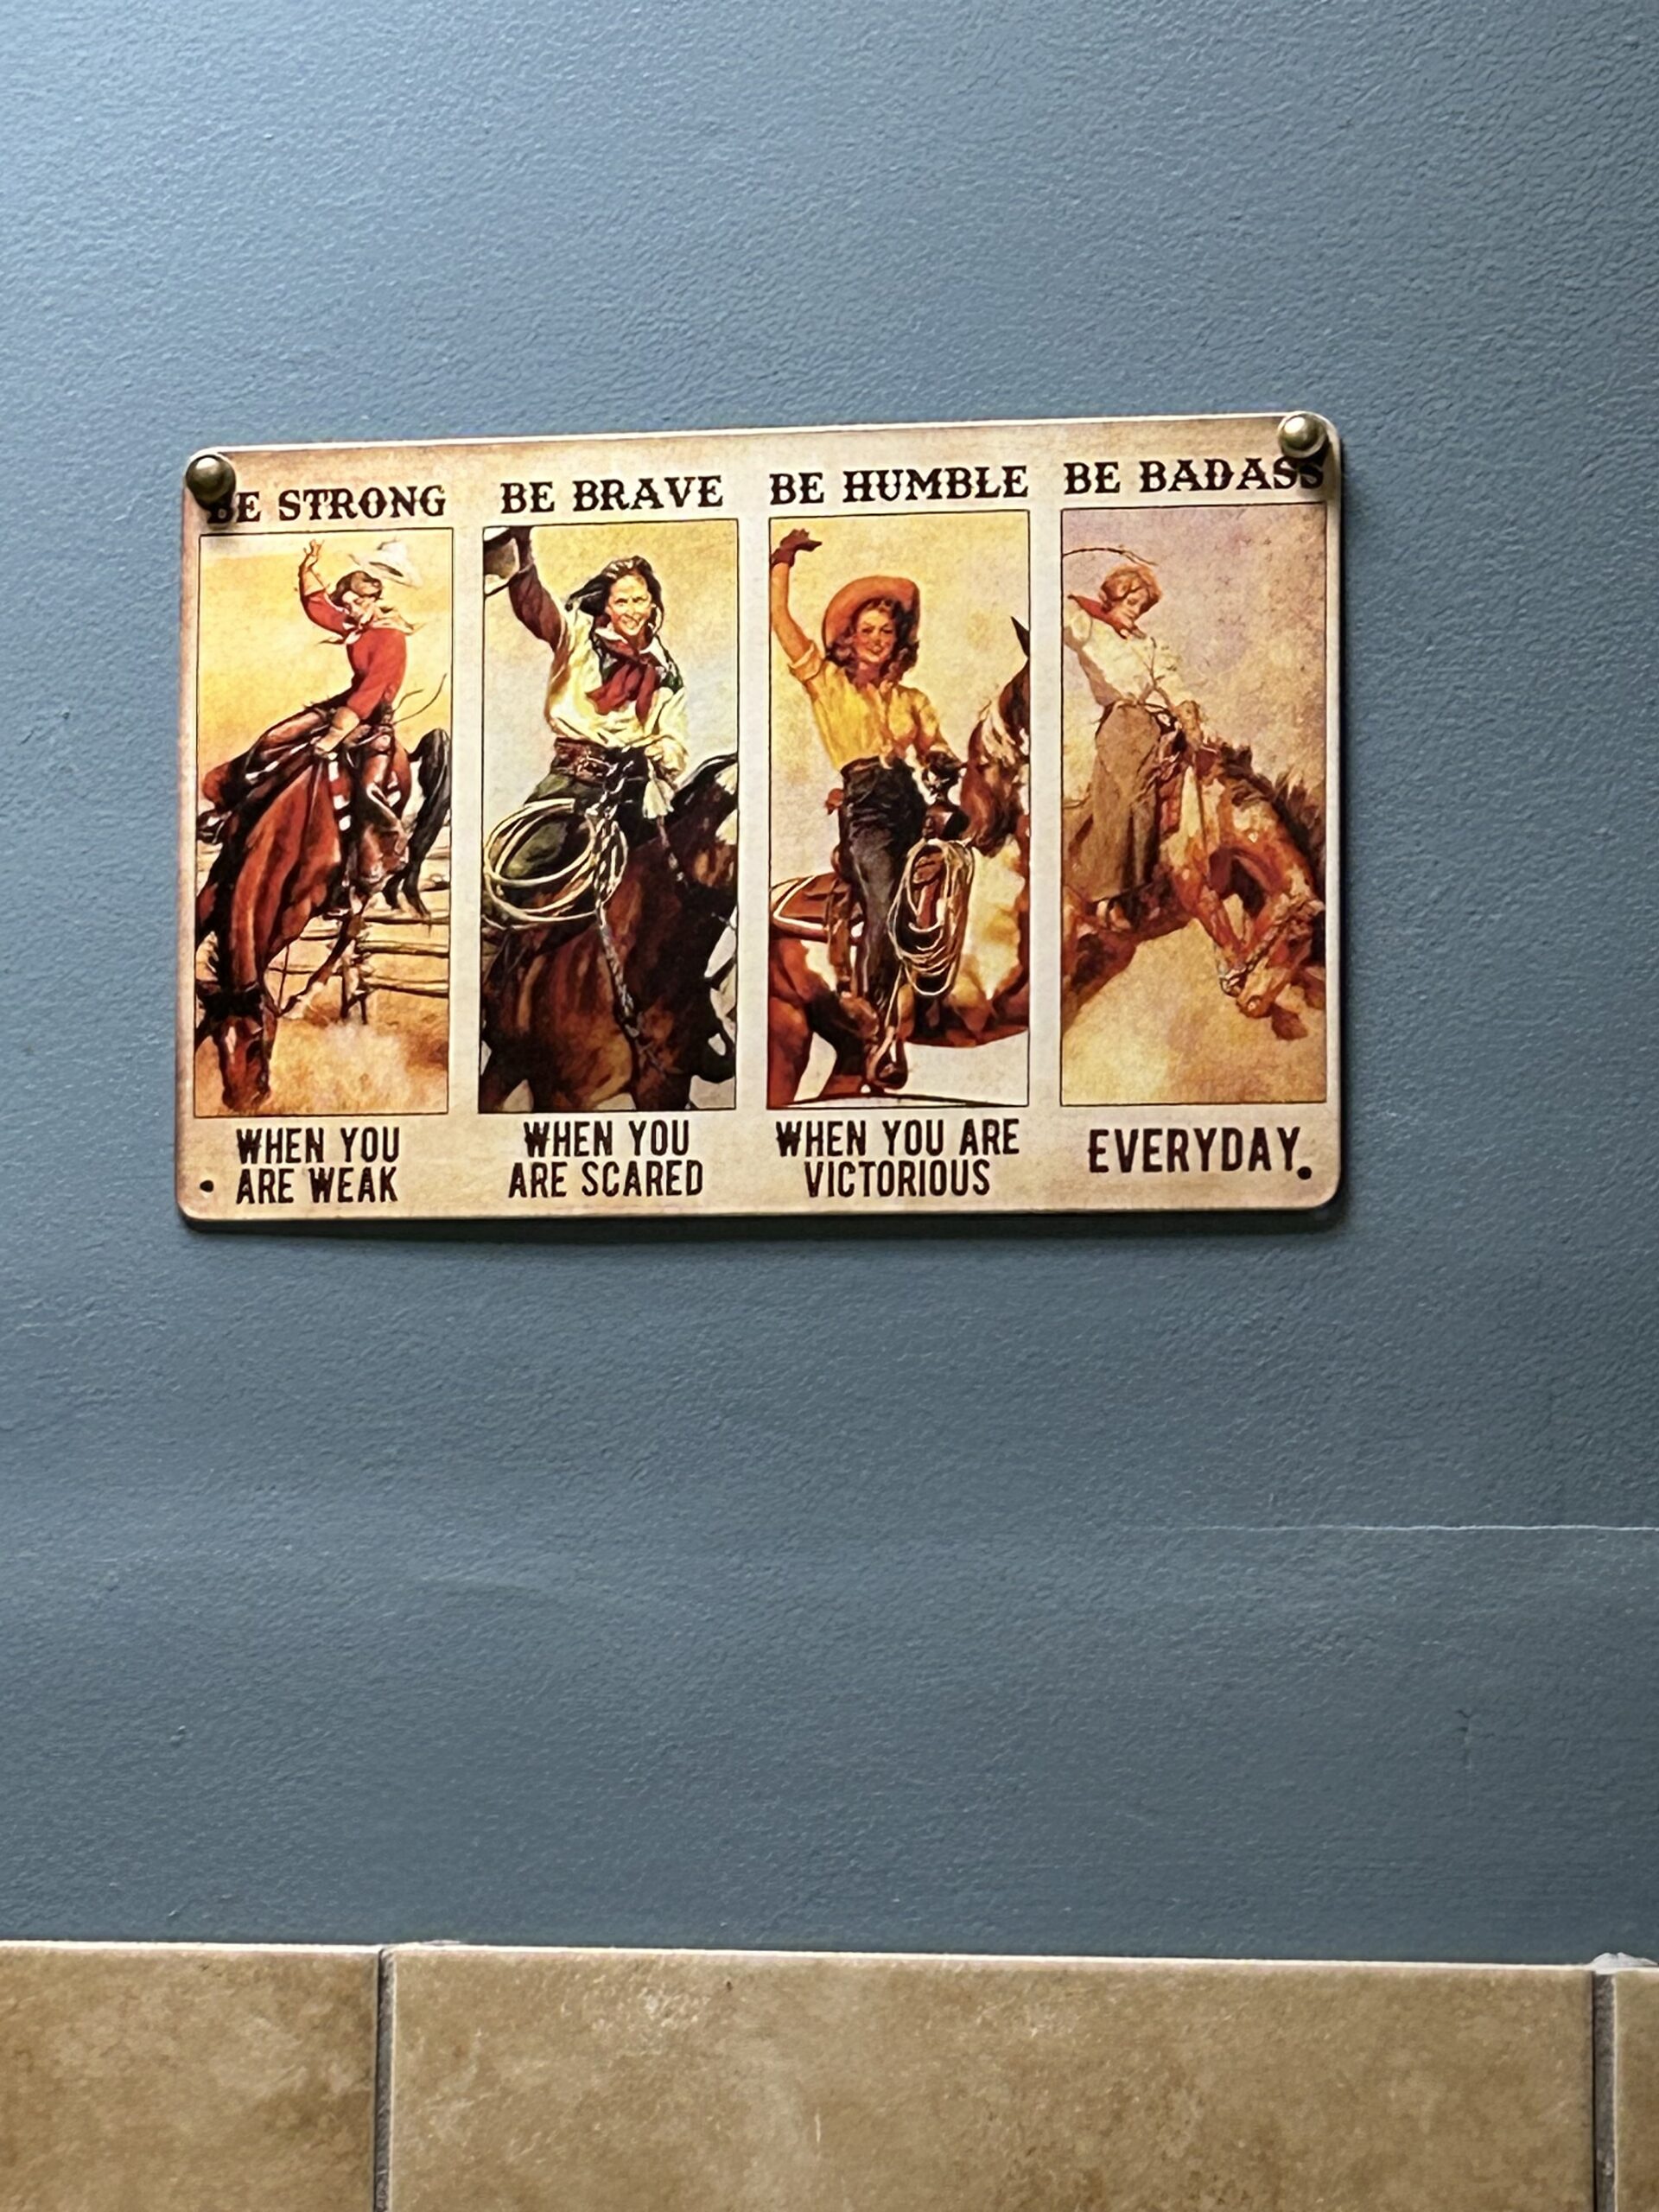 BE STRONG
WHEN YOU
ARE WEAK
BE BRAVE
WHEN YOU
ARE SCARED
BE HUMBLE
WHEN YOU ARE
VICTORIOUS
BE BADASS
EVERYDAY.